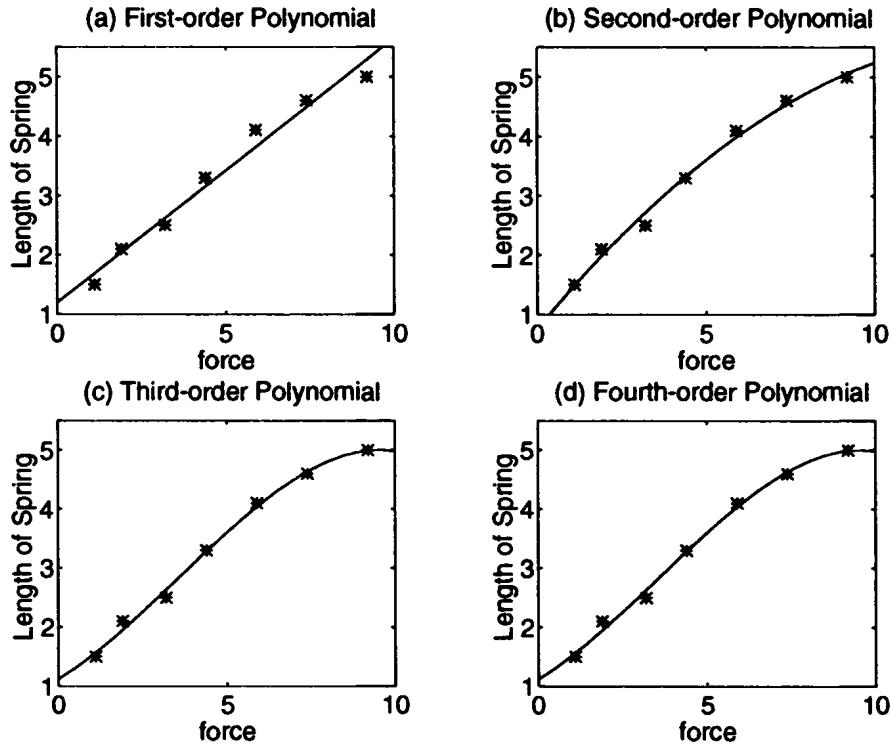 (a) First-order Polynomial
Length of Spring
5
4
3
2
1
0
5
10
force
(b) Second-order Polynomial
Length of Spring
5
4
3
2
1
0
5
10
force
(c) Third-order Polynomial
Length of Spring
5
4
3
2
1
0
5
10
force
(d) Fourth-order Polynomial
Length of Spring
5
4
3
2
1
0
5
10
force